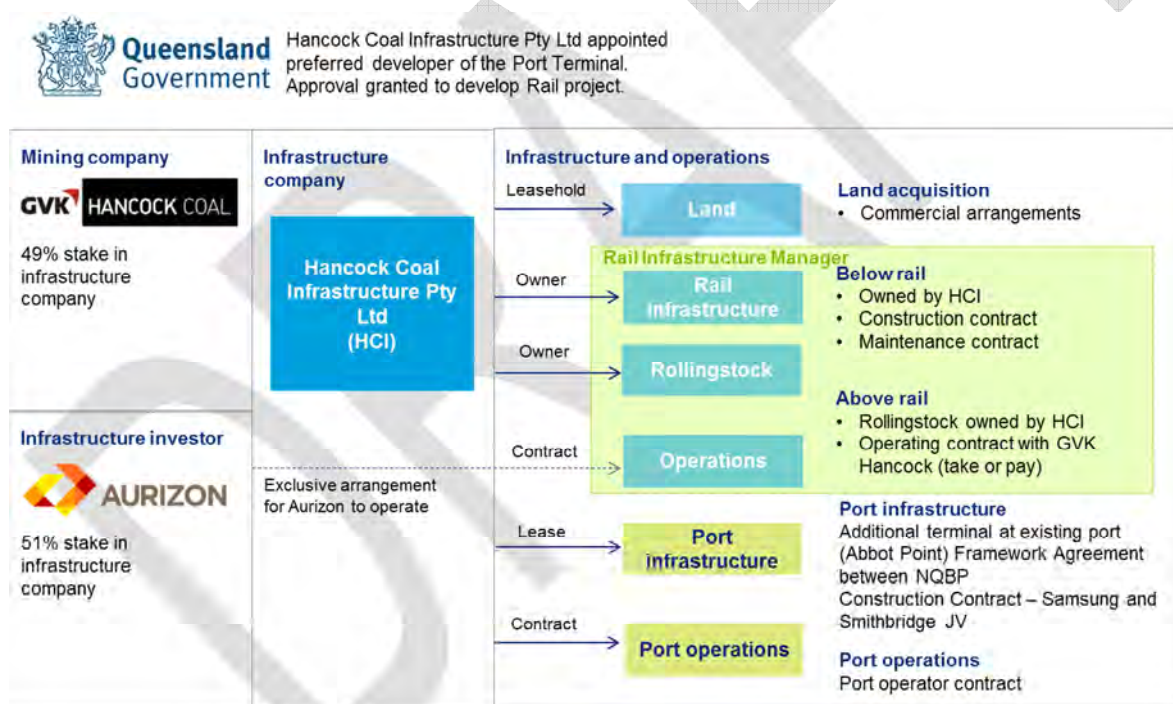 Queensland
Government
Hancock Coal Infrastructure Pty Ltd appointed
preferred developer of the Port Terminal.
Approval granted to develop Rail project.
Mining company
GVK HANCOCK COAL
49% stake in
infrastructure
company
Infrastructure investor
AURIZON
51% stake in
infrastructure
company
Infrastructure
company
Hancock Coal
Infrastructure Pty
Ltd
(HCI)
Exclusive arrangement
for Aurizon to operate
Infrastructure and operations
Leasehold
Land
Land acquisition
• Commercial arrangements
Rail Infrastructure Manager
Owner
Rail
infrastructure
Below rail
• Owned by HCI
• Construction contract
• Maintenance contract
Owner
Rollingstock
Above rail
• Rollingstock owned by HCI
• Operating contract with GVK
Hancock (take or pay)
Contract
Operations
Lease
Port
infrastructure
Port infrastructure
Additional terminal at existing port
(Abbot Point) Framework Agreement
between NQBP
Construction Contract – Samsung and
Smithbridge JV
Contract
Port operations
Port operations
Port operator contract